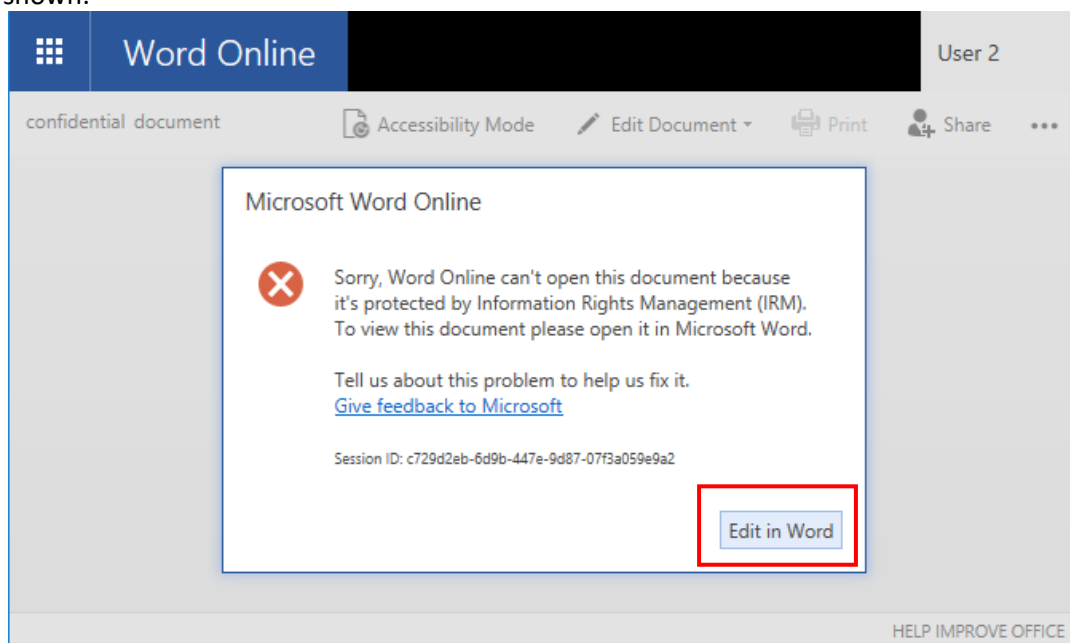 shown.
Word Online
User 2
confidential document Accessibility Mode Edit Document Print Share
Microsoft Word Online
Sorry, Word Online can't open this document because
it's protected by Information Rights Management (IRM).
To view this document please open it in Microsoft Word.
Tell us about this problem to help us fix it.
Give feedback to Microsoft
Session ID: c729d2eb-6d9b-447e-9d87-07f3a059e9a2
Edit in Word
HELP IMPROVE OFFICE